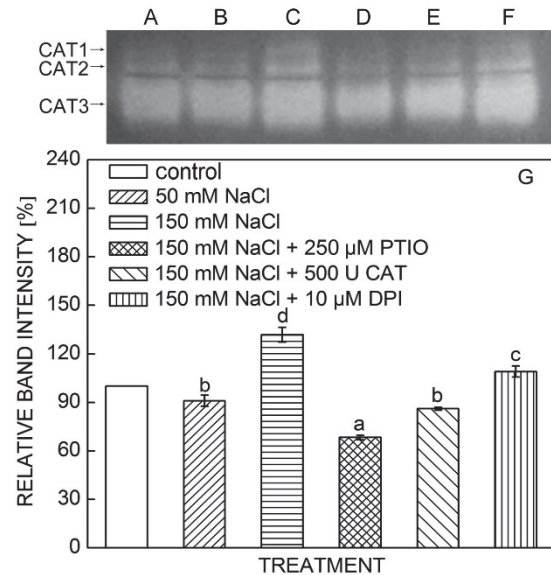 A B C D E F
CAT1
CAT2
CAT3
G
RELATIVE BAND INTENSITY [%]
240
210
180
150
120
90
60
30
0
control
50 mM NaCl
150 mM NaCl
150 mM NaCl + 250 µM PTIO
150 mM NaCl + 500 U CAT
150 mM NaCl + 10 µM DPI
b
d
a
b
c
TREATMENT